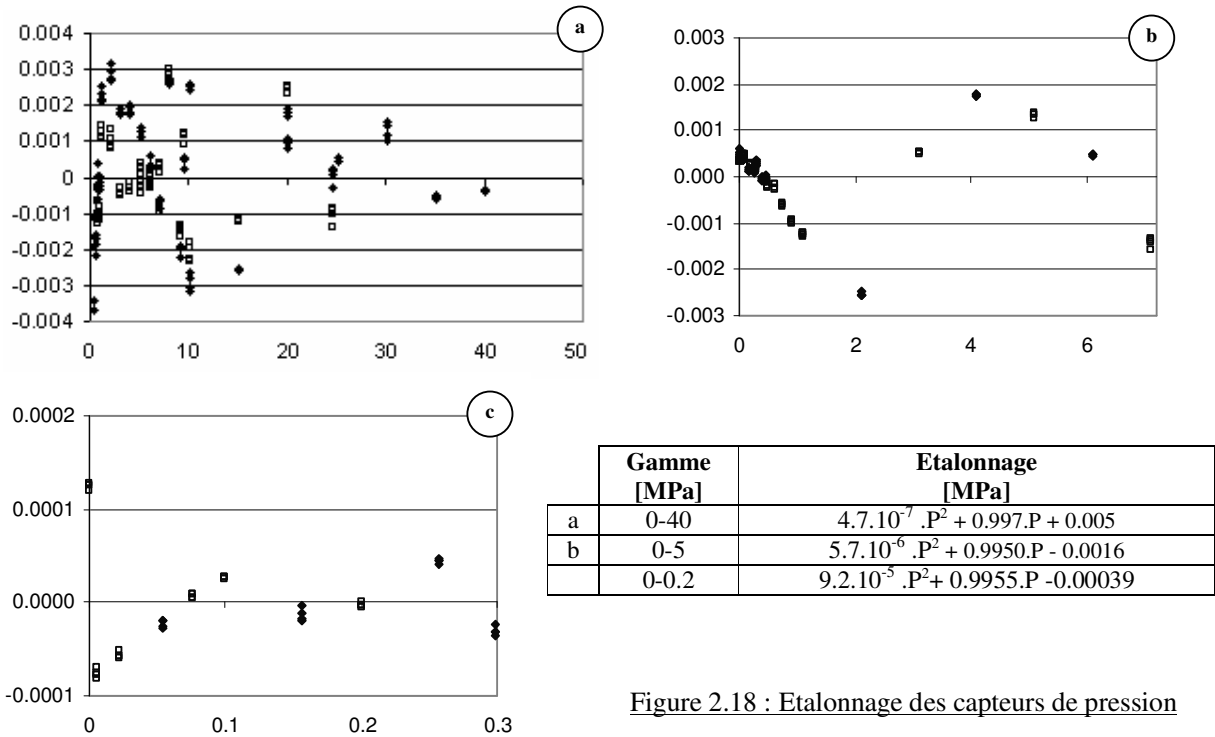 a
0.004
0.003
0.002
0.001
0
-0.001
-0.002
-0.003
-0.004
0 10 20 30 40 50
b
0.003
0.002
0.001
0.000
-0.001
-0.002
-0.003
0 2 4 6
c
0.0002
0.0001
0.0000
-0.0001
0 0.1 0.2 0.3
Gamme [MPa] Etalonnage [MPa]
a 0-40 4.7.10⁻⁷ .P² + 0.997.P + 0.005
b 0-5 5.7.10⁻⁶ .P² + 0.9950.P - 0.0016
0-0.2 9.2.10⁻⁵ .P²+ 0.9955.P -0.00039
Figure 2.18 : Etalonnage des capteurs de pression